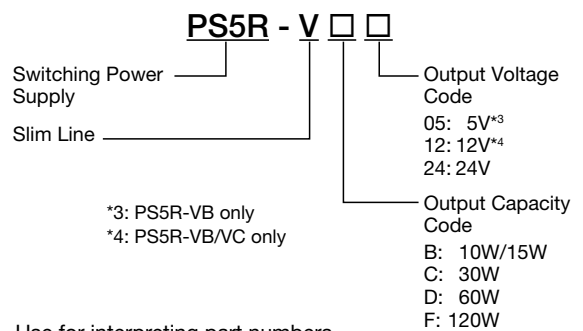 PS5R - V □ □
Switching Power
Supply
Slim Line
Output Voltage
Code
05: 5V*3
12: 12V*4
24: 24V
Output Capacity
Code
B: 10W/15W
C: 30W
D: 60W
F: 120W
*3: PS5R-VB only
*4: PS5R-VB/VC only
Use for interpreting part numbers